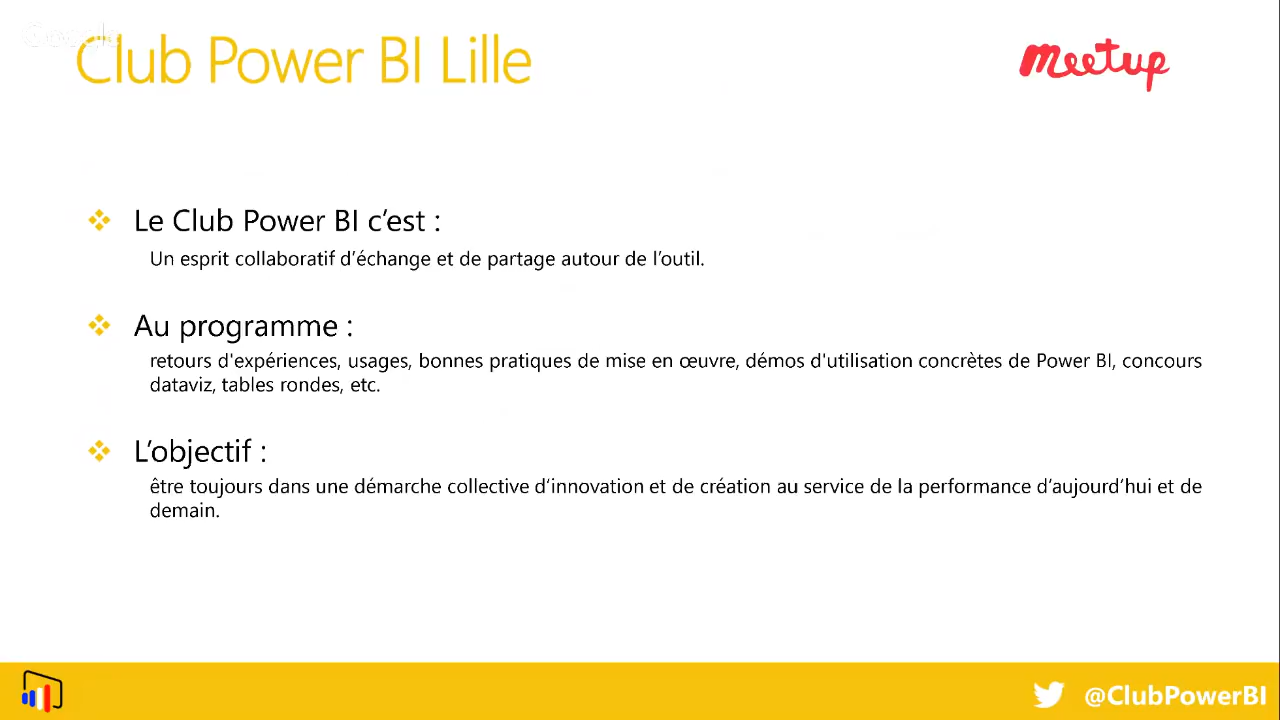 Google
Club Power BI Lille
meetup
Le Club Power BI c’est :
Un esprit collaboratif d’échange et de partage autour de l’outil.
Au programme :
retours d'expériences, usages, bonnes pratiques de mise en œuvre, démos d'utilisation concrètes de Power BI, concours
dataviz, tables rondes, etc.
L’objectif :
être toujours dans une démarche collective d’innovation et de création au service de la performance d’aujourd’hui et de
demain.
@ClubPowerBI